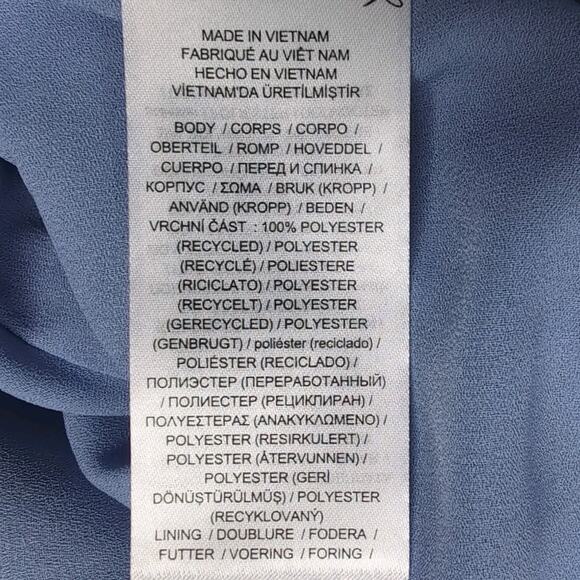 MADE IN VIETNAM
FABRIQUÉ AU VIÊT NAM
HECHO EN VIETNAM
VİETNAM'DA ÜRETİLMİŞTİR
BODY / CORPS / CORPO /
OBERTEIL / ROMP / HOVEDDEL /
CUERPO / ПЕРЕД И СПИНКА /
КОРПУС / ΣΩΜΑ / BRUK (KROPP) /
ANVÄND (KROPP) / BEDEN /
VRCHNÍ ČÁST : 100% POLYESTER
(RECYCLED) / POLYESTER
(RECYCLÉ) / POLIESTERE
(RICICLATO) / POLYESTER
(RECYCELT) / POLYESTER
(GERECYCLED) / POLYESTER
(GENBRUGT) / poliéster (reciclado) /
POLIÉSTER (RECICLADO) /
ПОЛИЭСТЕР (ПЕРЕРАБОТАННЫЙ)
/ ПОЛИЕСТЕР (РЕЦИКЛИРАН) /
ΠΟΛΥΕΣΤΕΡΑΣ (ΑΝΑΚΥΚΛΩΜΕΝΟ) /
POLYESTER (RESIRKULERT) /
POLYESTER (ÅTERVUNNEN) /
POLYESTER (GERİ
DÖNÜŞTÜRÜLMÜŞ) / POLYESTER
(RECYKLOVANÝ)
LINING / DOUBLURE / FODERA /
FUTTER / VOERING / FORING /